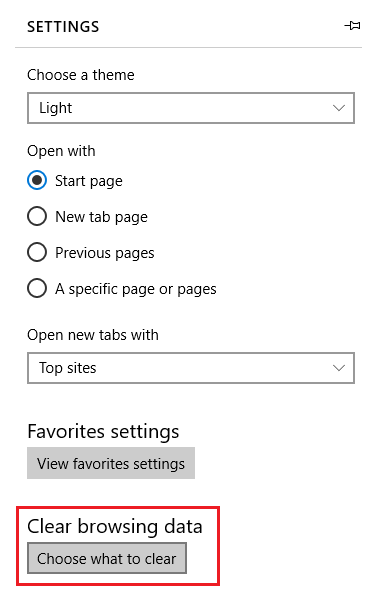 SETTINGS
Choose a theme
Light
Open with
Start page
New tab page
Previous pages
A specific page or pages
Open new tabs with
Top sites
Favorites settings
View favorites settings
Clear browsing data
Choose what to clear